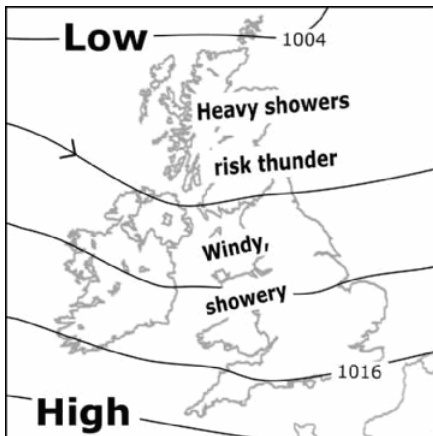 Low
1004
Heavy showers
risk thunder
Windy,
showery
1016
High